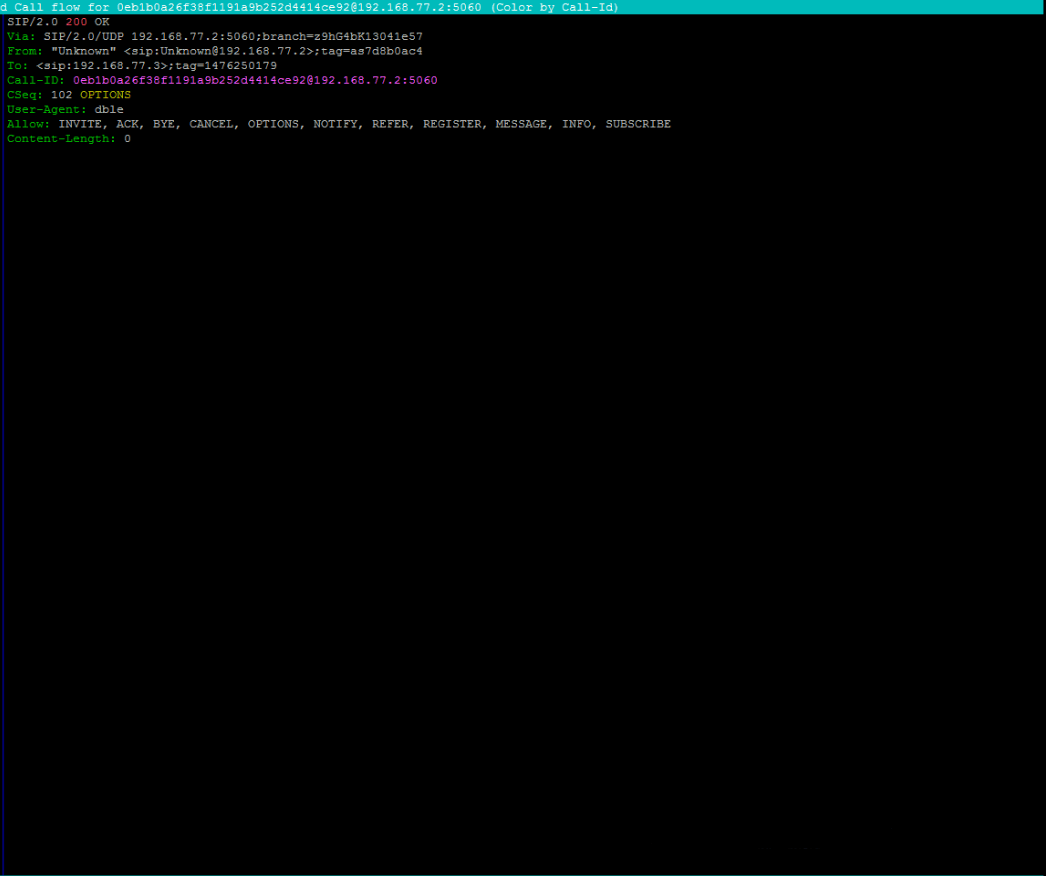 d Call flow for 0eb1b0a26f38f1191a9b252d4414ce92@192.168.77.2:5060 (Color by Call-Id)
SIP/2.0 200 OK
Via: SIP/2.0/UDP 192.168.77.2:5060;branch=z9hG4bK13041e57
From: "Unknown" <sip:Unknown@192.168.77.2>;tag=as7d8b0ac4
To: <sip:192.168.77.3>;tag=1476250179
Call-ID: 0eb1b0a26f38f1191a9b252d4414ce92@192.168.77.2:5060
CSeq: 102 OPTIONS
User-Agent: dble
Allow: INVITE, ACK, BYE, CANCEL, OPTIONS, NOTIFY, REFER, REGISTER, MESSAGE, INFO, SUBSCRIBE
Content-Length: 0